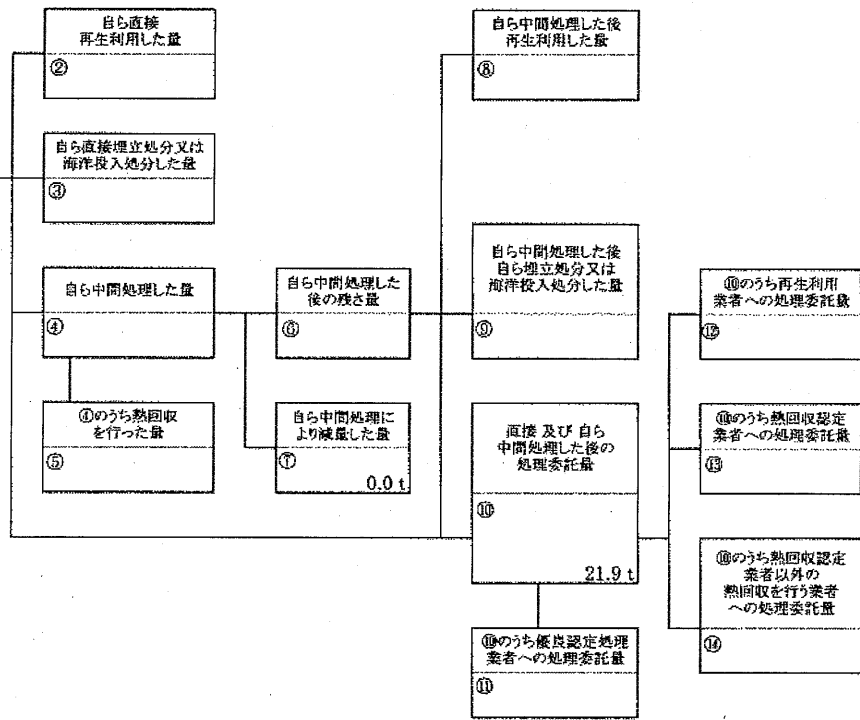 自ら直接
再生利用した量
②
自ら直接埋立処分又は
海洋投入処分した量
③
自ら中間処理した量
④
④のうち熱回収
を行った量
⑤
自ら中間処理した
後の残さ量
⑥
自ら中間処理に
より減量した量
⑦
0.0 t
自ら中間処理した後
再生利用した量
⑧
自ら中間処理した後
自ら埋立処分又は
海洋投入処分した量
⑨
直接 及び 自ら
中間処理した後の
処理委託量
⑩
21.9 t
⑩のうち優良認定処理
業者への処理委託量
⑪
⑩のうち再生利用
業者への処理委託量
⑫
⑩のうち熱回収認定
業者への処理委託量
⑬
⑩のうち熱回収認定
業者以外の
熱回収を行う業者
への処理委託量
⑭